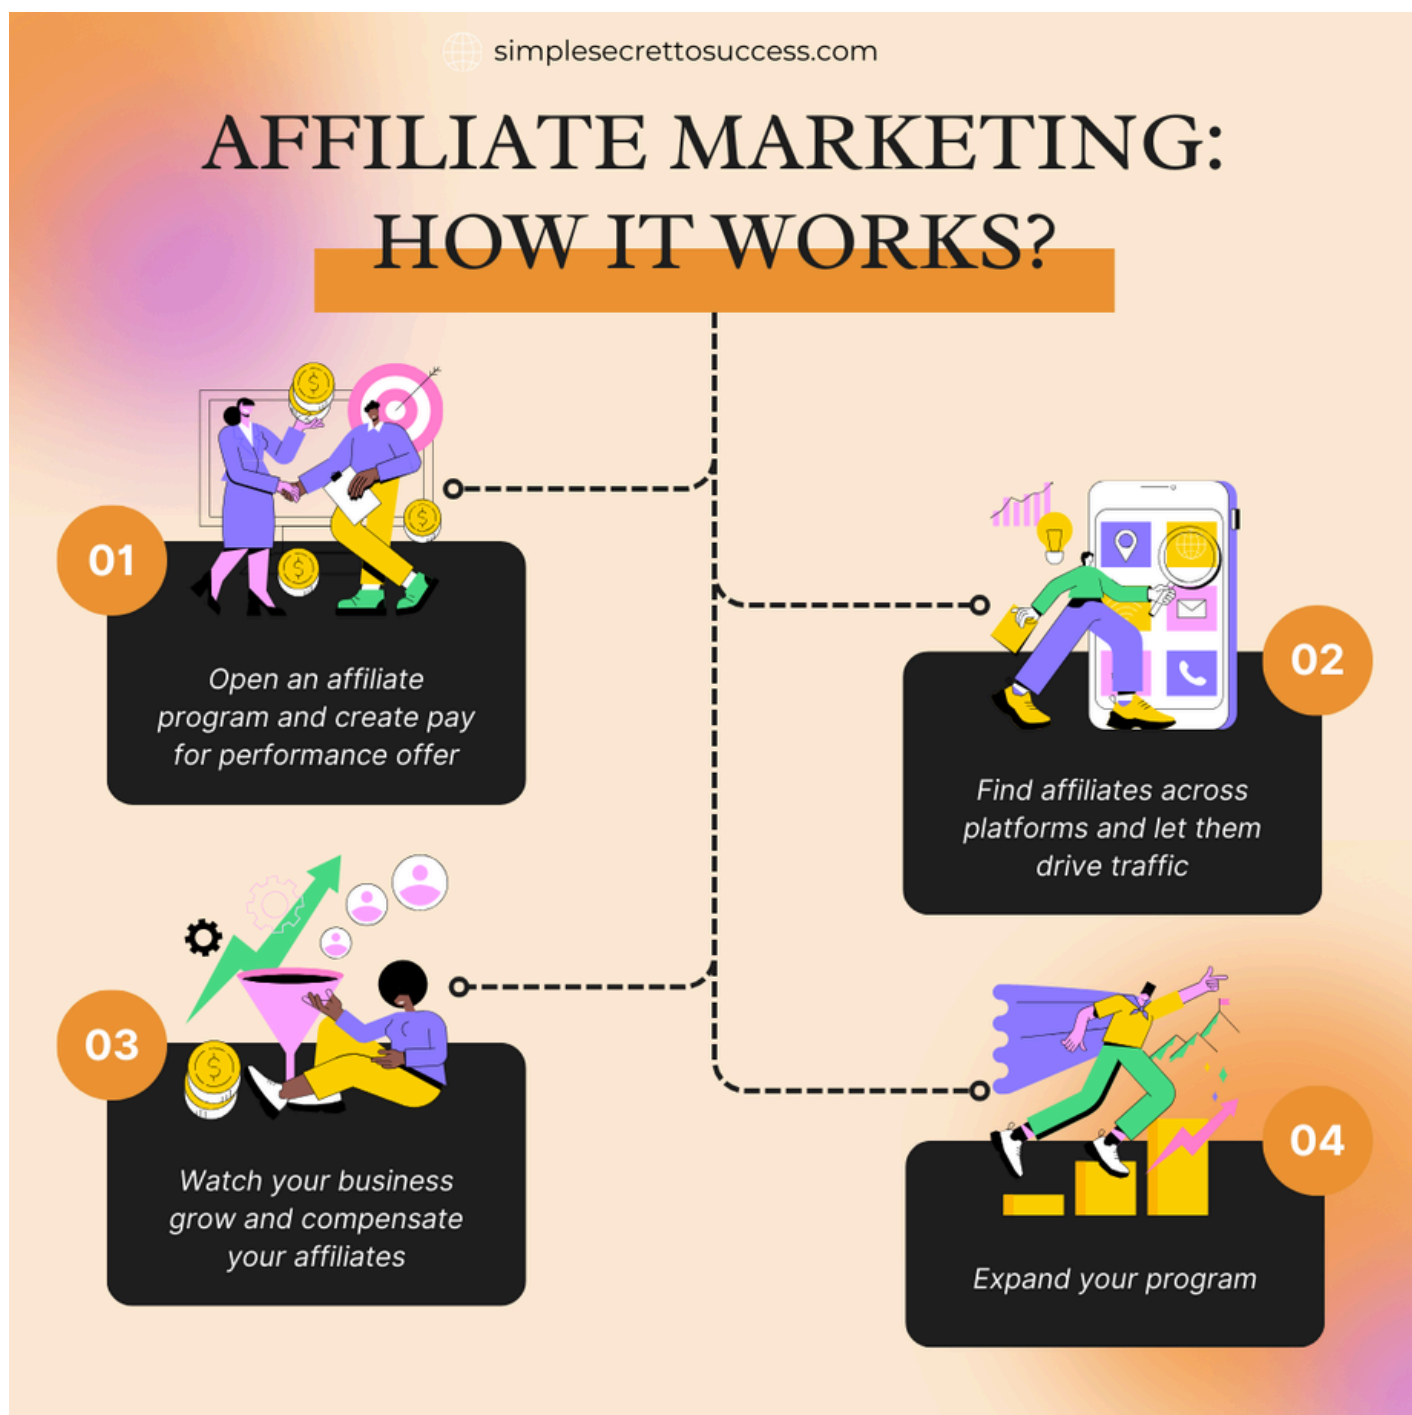 simplesecrettosuccess.com
AFFILIATE MARKETING:
HOW IT WORKS?
01
Open an affiliate
program and create pay
for performance offer
02
Find affiliates across
platforms and let them
drive traffic
03
Watch your business
grow and compensate
your affiliates
04
Expand your program